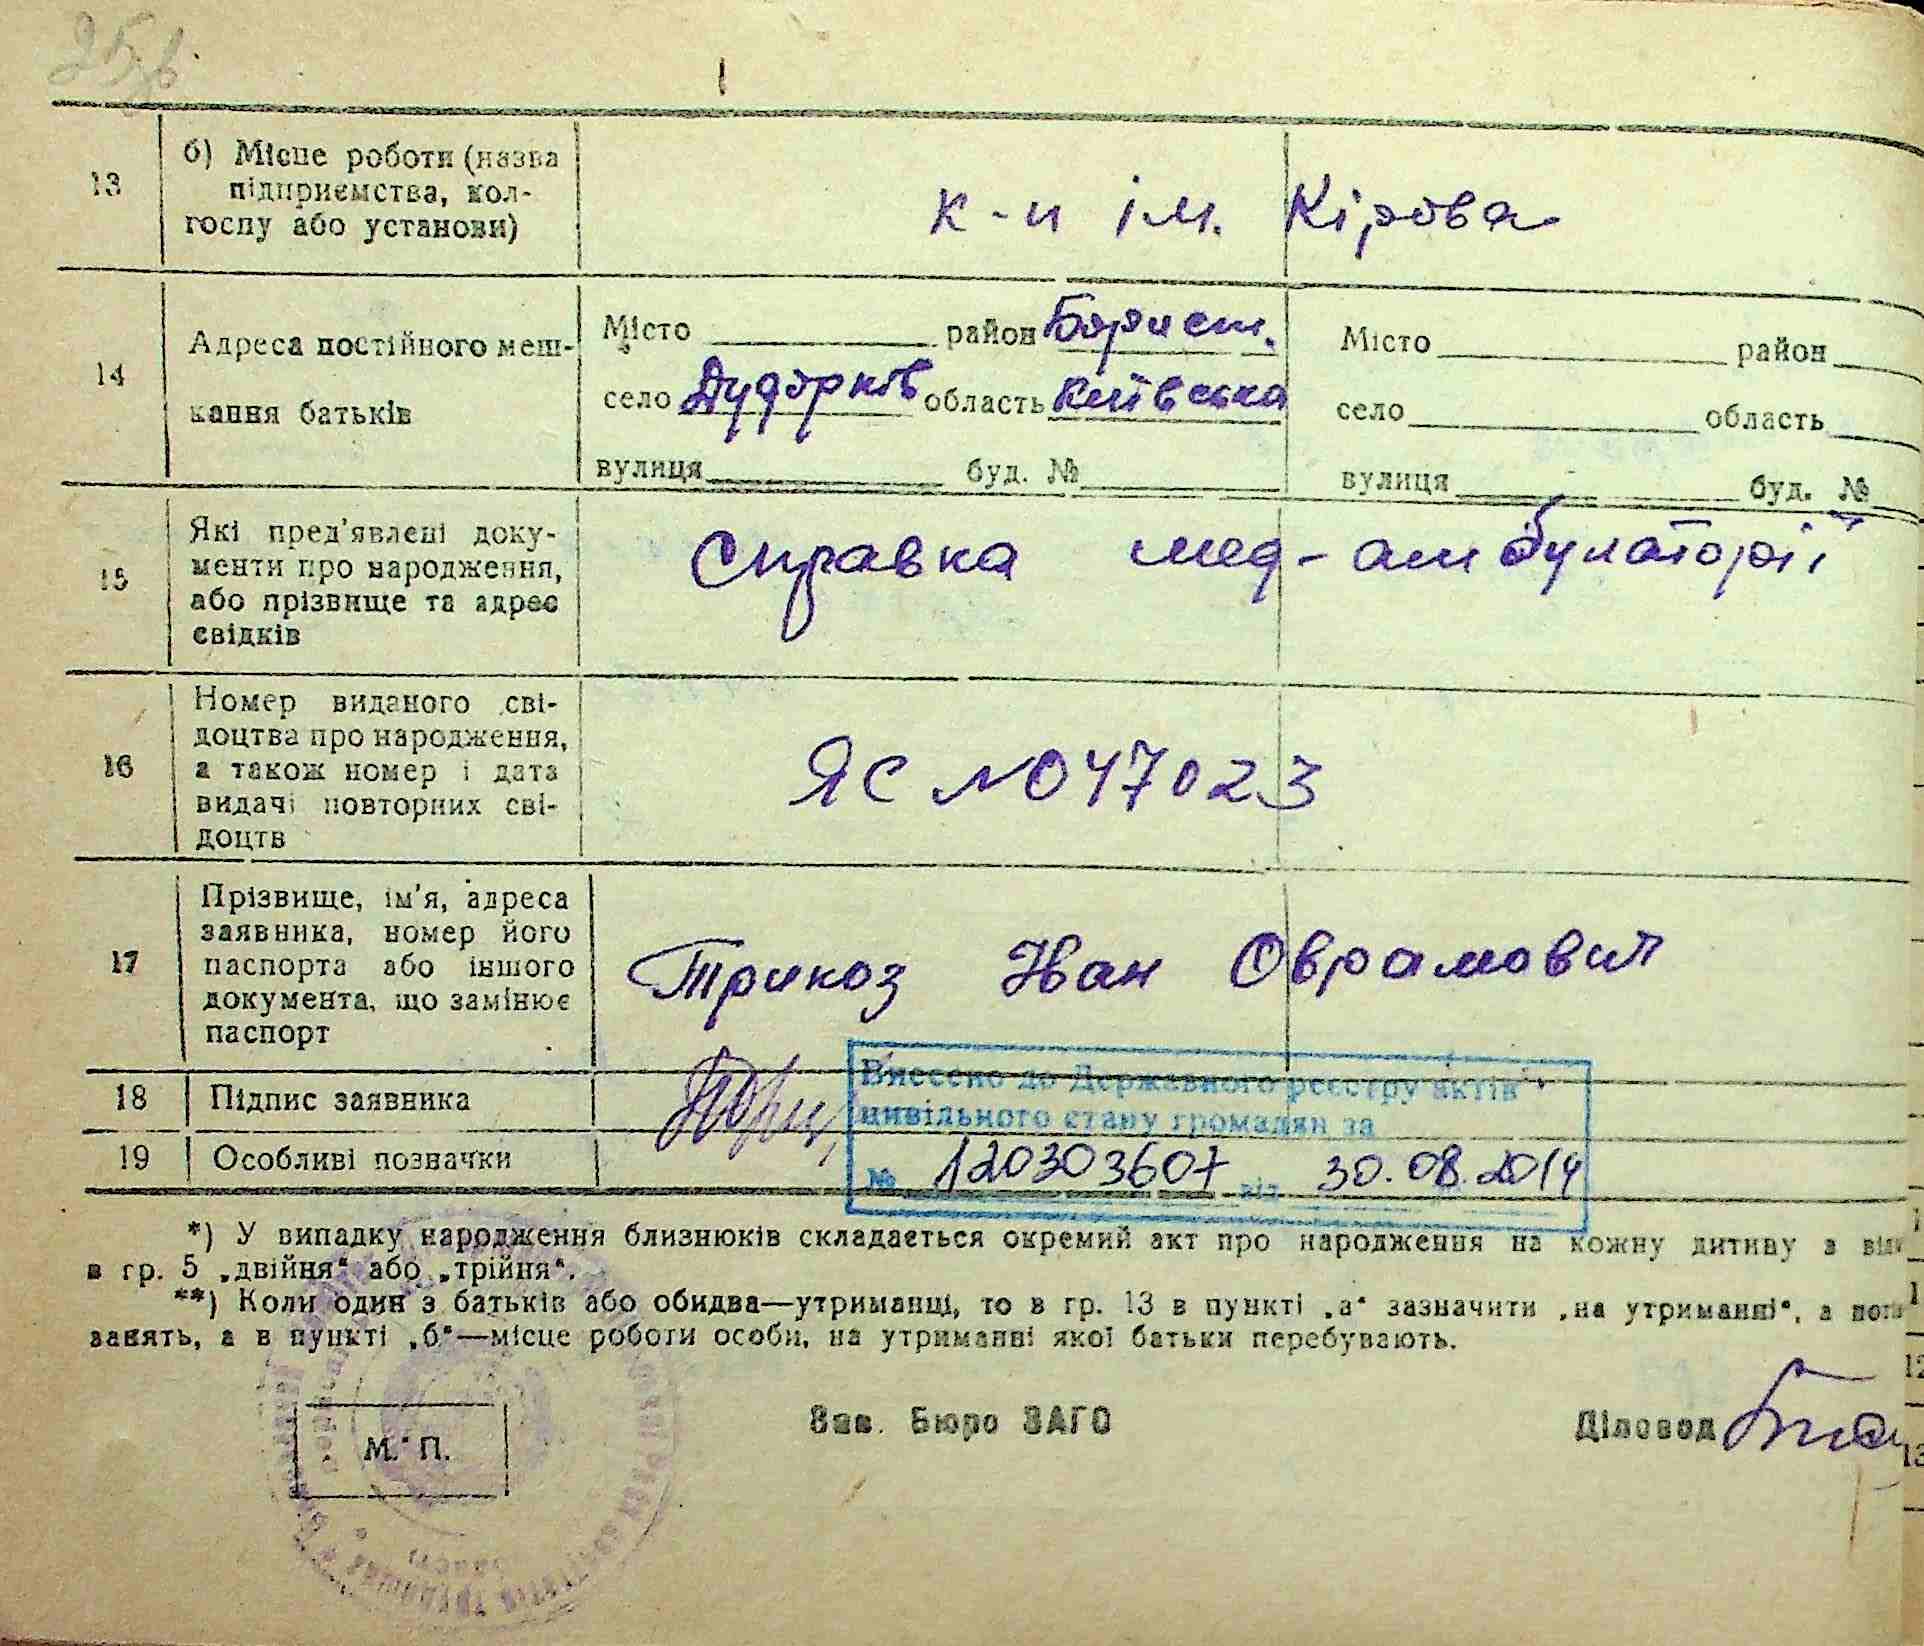 13
б) Місце роботи (назва
підприємства, кол-
госпу або установи)
к-п ім. Кірова
14
Адреса постійного меш-
кання батьків
Місто район Борисп.
село Дударків область Київська
вулиця буд. №
Місто район
село область
вулиця буд. №
15
Які пред'явлені доку-
менти про народження,
або прізвище та адрес
свідків
Справка мед-амбулаторії
16
Номер виданого сві-
доцтва про народження,
а також номер і дата
видачі повторних сві-
доцтв
ЯС №047023
17
Прізвище, ім'я, адреса
заявника, номер його
паспорта або іншого
документа, що замінює
паспорт
Трикоз Іван Оврамович
18 Підпис заявника
19 Особливі позначки
Внесено до Державного реєстру актів
цивільного стану громадян за
№ 120303607 від 30.08.2014
*) У випадку народження близнюків складається окремий акт про народження на кожну дитину з
в гр. 5 „двійня“ або „трійня“.
**) Коли один з батьків або обидва—утриманці, то в гр. 13 в пункті „а“ зазначити „на утриманні“, а
занять, а в пункті „б“—місце роботи особи, на утриманні якої батьки перебувають.
М. П.
Зав. Бюро ЗАГС
Діловод